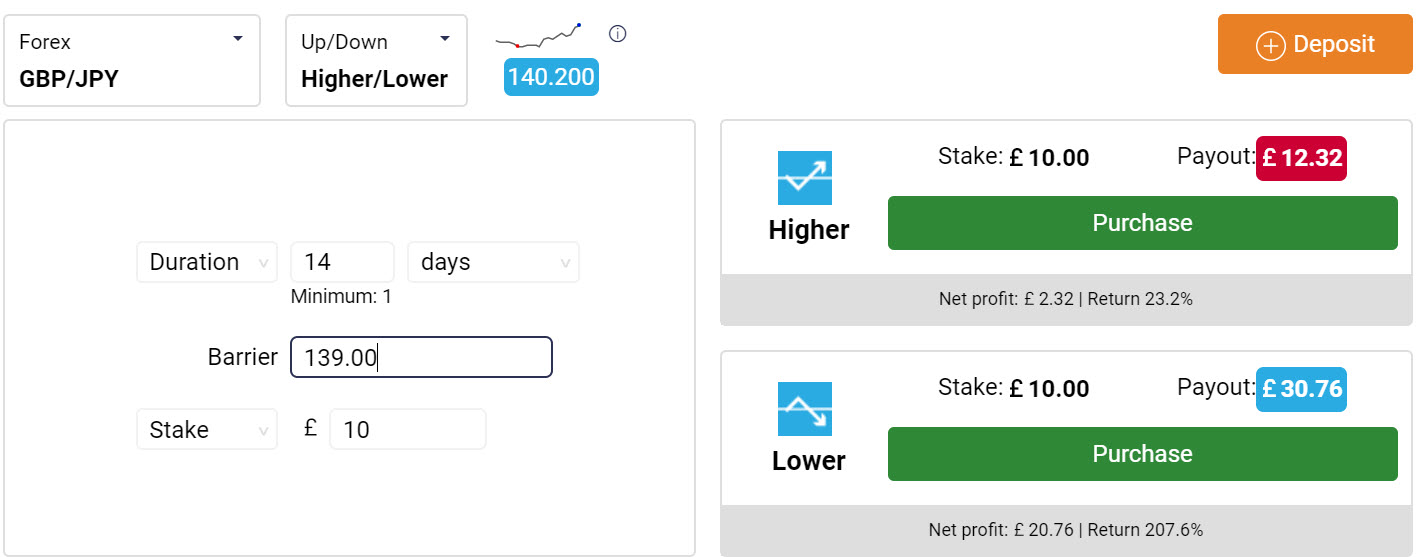 Forex
GBP/JPY
Up/Down
Higher/Lower
140.200
Deposit
Duration 14 days
Minimum: 1
Barrier 139.00
Stake £ 10
Higher
Stake: £ 10.00 Payout: £ 12.32
Purchase
Net profit: £ 2.32 | Return 23.2%
Lower
Stake: £ 10.00 Payout: £ 30.76
Purchase
Net profit: £ 20.76 | Return 207.6%